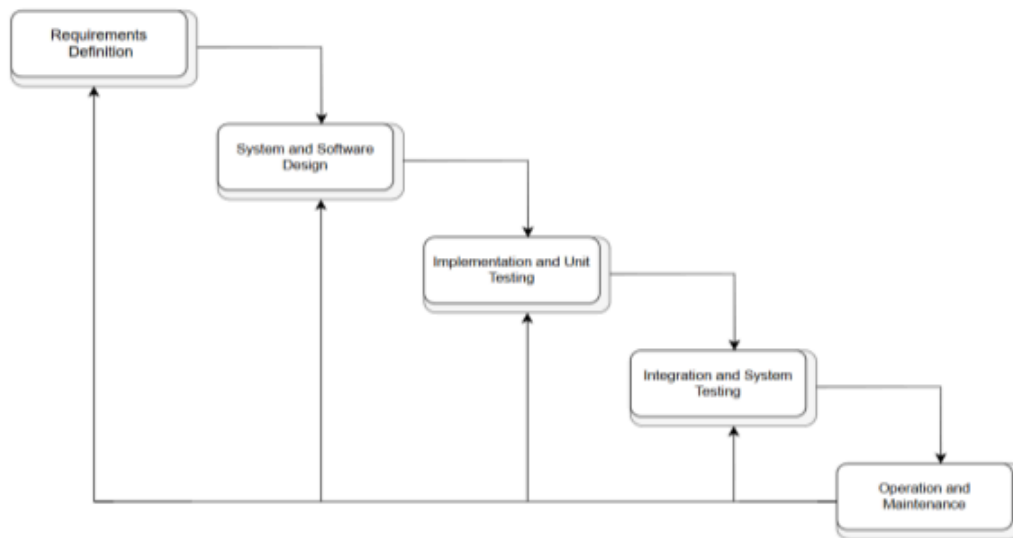 Requirements
Definition
System and Software
Design
Implementation and Unit
Testing
Integration and System
Testing
Operation and
Maintenance